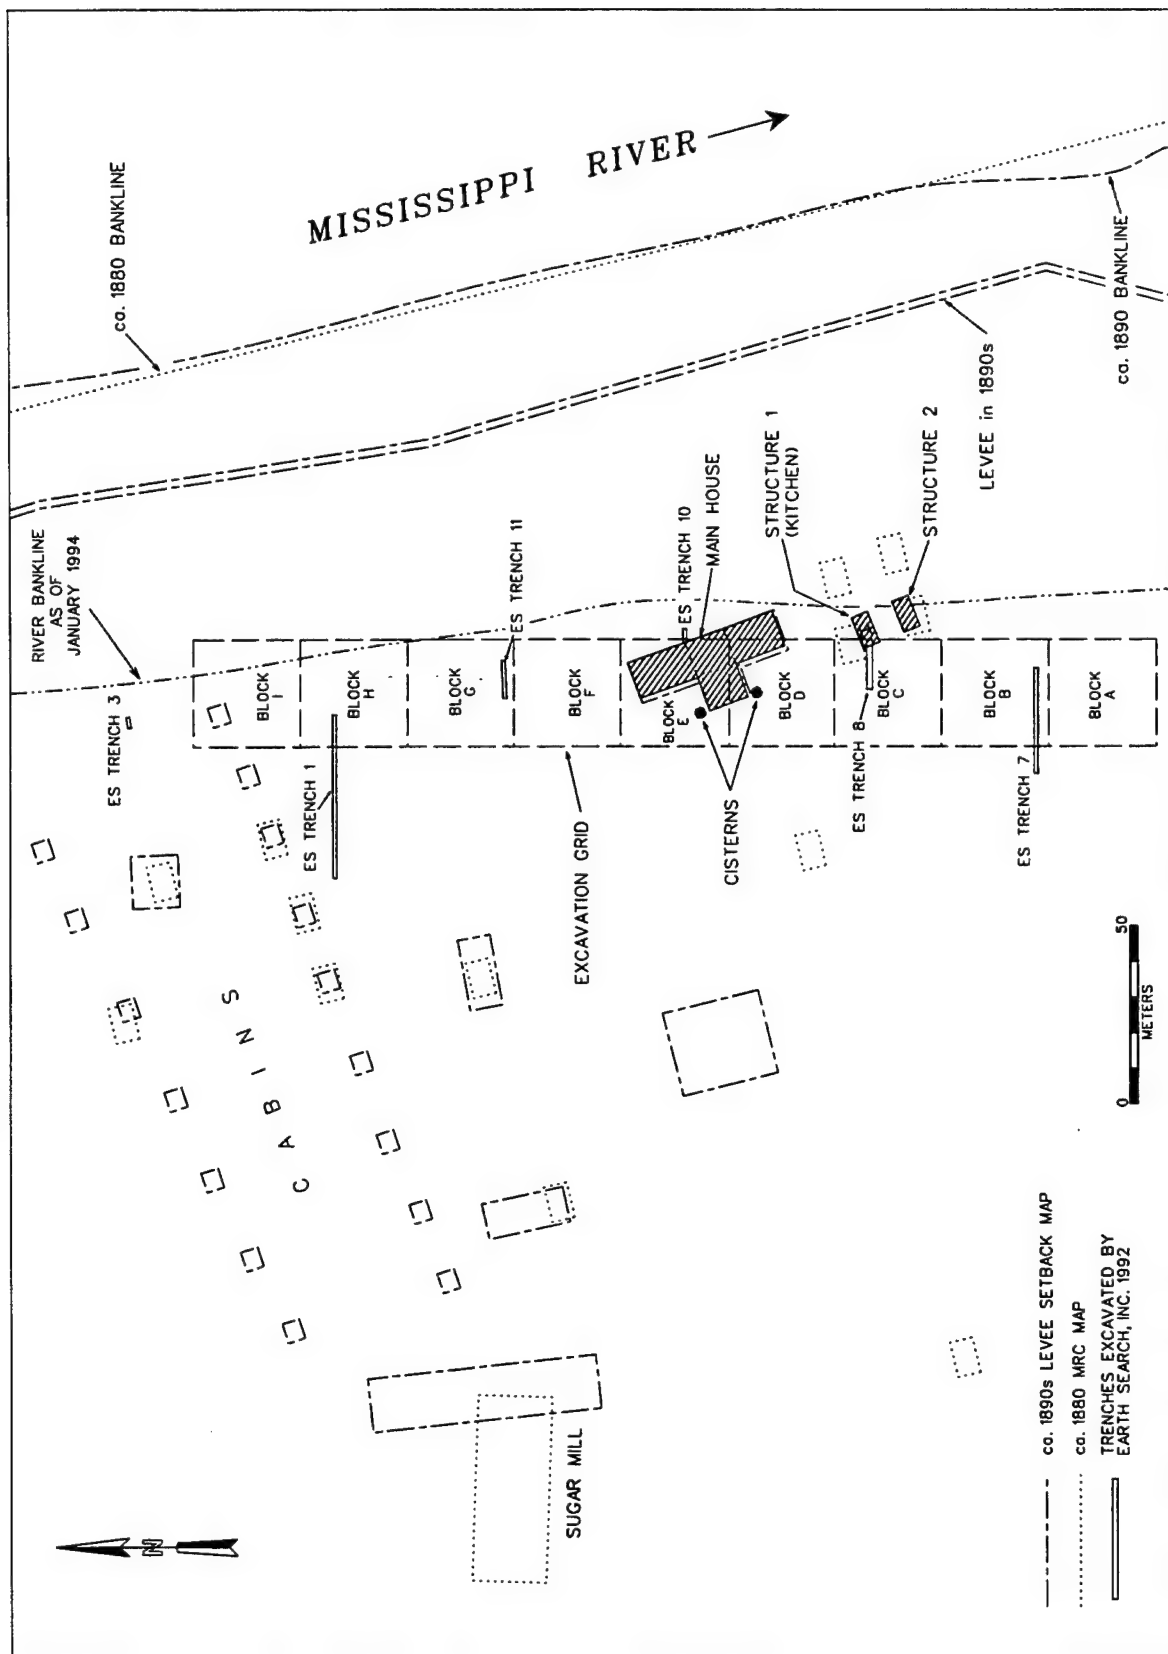 ca. 1880 BANKLINE
MISSISSIPPI RIVER
RIVER BANKLINE
AS OF
JANUARY 1994
ES TRENCH 3
BLOCK
I
BLOCK
H
ES TRENCH 1
BLOCK
G
ES TRENCH 11
BLOCK
F
EXCAVATION GRID
BLOCK
E
ES TRENCH 10
MAIN HOUSE
CISTERNS
BLOCK
D
STRUCTURE 1
(KITCHEN)
ES TRENCH 8
BLOCK
C
STRUCTURE 2
LEVEE in 1890s
BLOCK
B
ES TRENCH 7
BLOCK
A
ca. 1890 BANKLINE
CABINS
SUGAR MILL
N
0
50
METERS
ca. 1890s LEVEE SETBACK MAP
ca. 1880 MRC MAP
TRENCHES EXCAVATED BY
EARTH SEARCH, INC. 1992